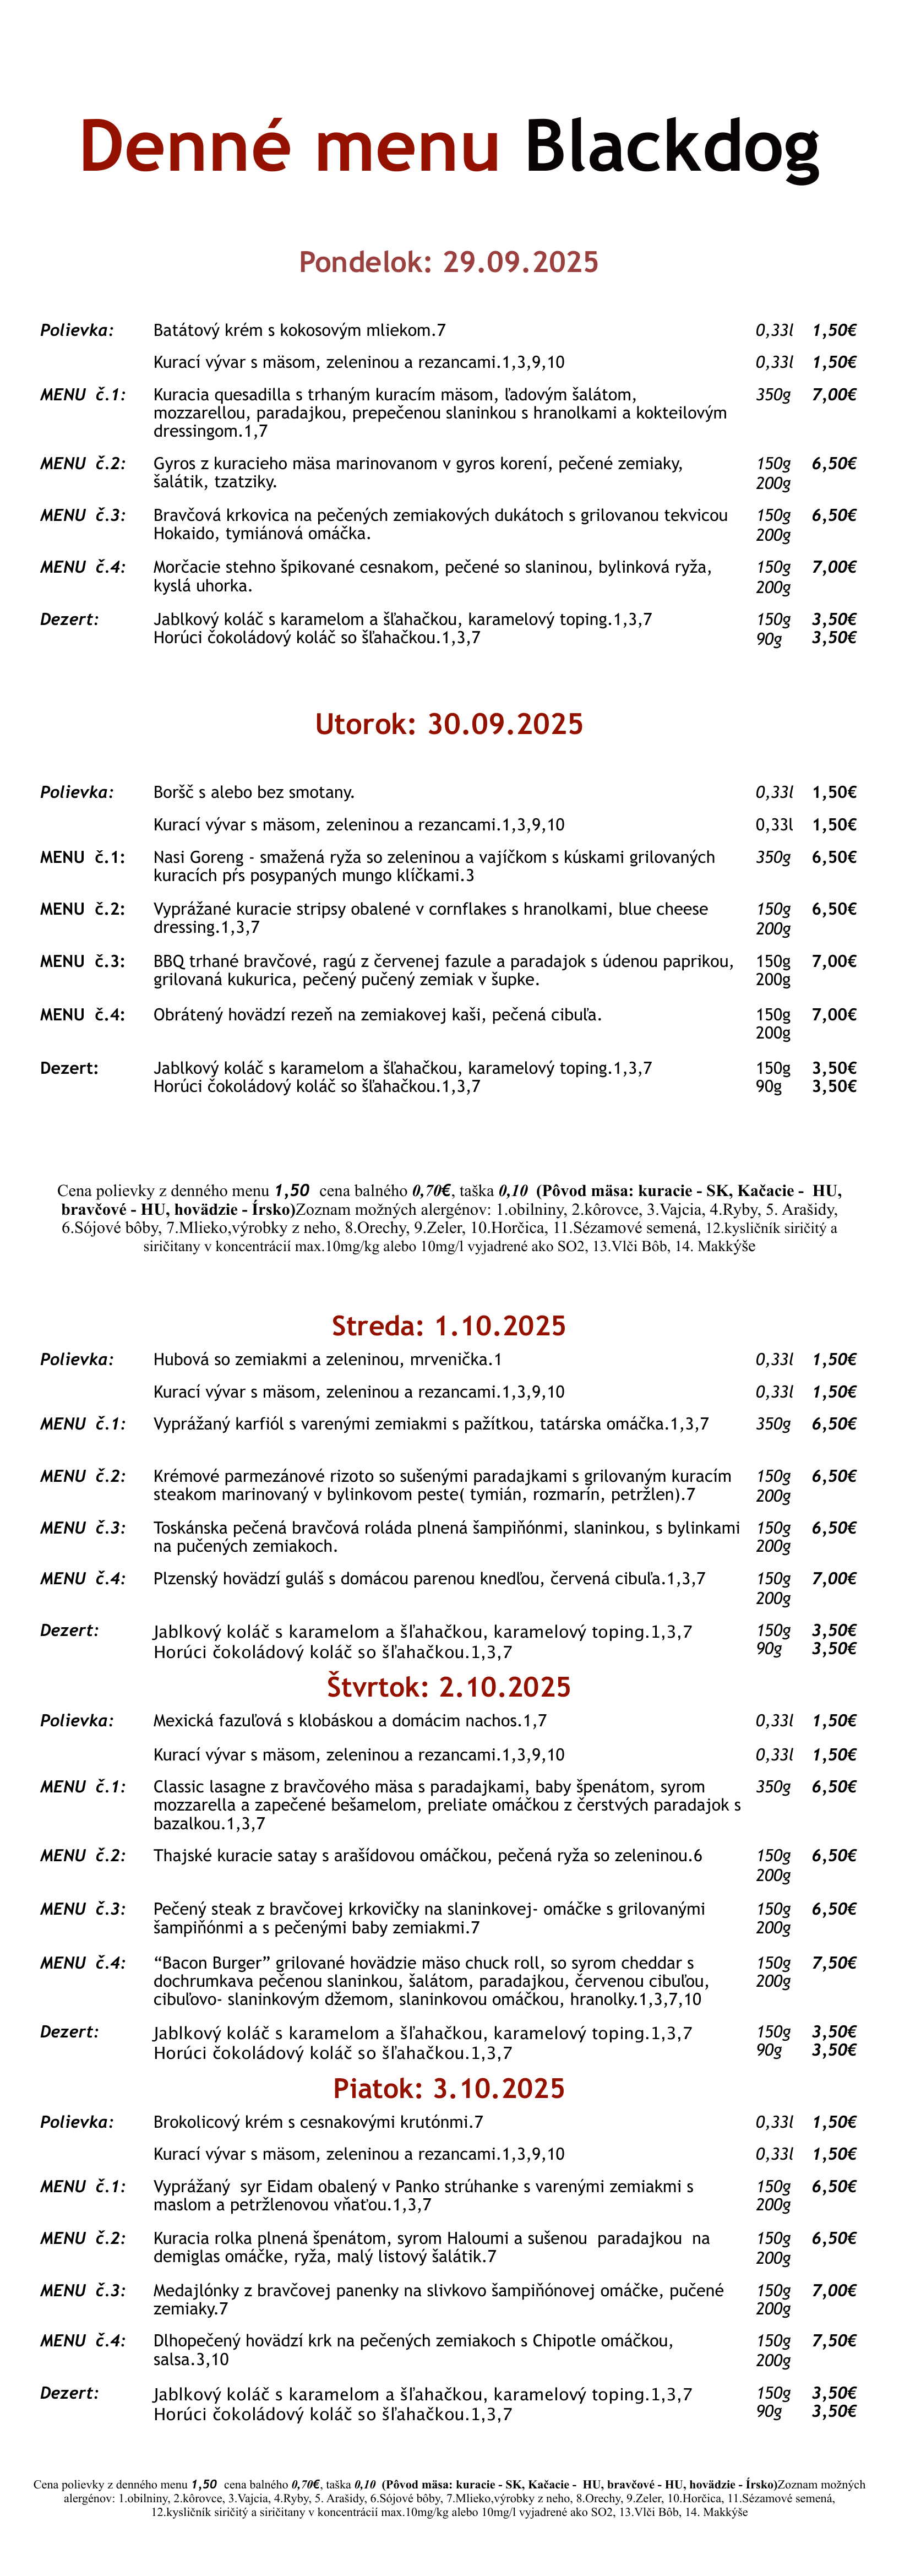 Denné menu Blackdog
Pondelok: 29.09.2025
Polievka: Batátový krém s kokosovým mliekom.7 0,33l 1,50€
Kurací vývar s mäsom, zeleninou a rezancami.1,3,9,10 0,33l 1,50€
MENU č.1: Kuracia quesadilla s trhaným kuracím mäsom, ľadovým šalátom, 350g 7,00€
mozzarellou, paradajkou, prepečenou slaninkou s hranolkami a kokteilovým
dressingom.1,7
MENU č.2: Gyros z kuracieho mäsa marinovanom v gyros korení, pečené zemiaky, 150g 6,50€
šalátik, tzatziky. 200g
MENU č.3: Bravčová krkovica na pečených zemiakových dukátoch s grilovanou tekvicou 150g 6,50€
Hokaido, tymiánová omáčka. 200g
MENU č.4: Morčacie stehno špikované cesnakom, pečené so slaninou, bylinková ryža, 150g 7,00€
kyslá uhorka. 200g
Dezert: Jablkový koláč s karamelom a šľahačkou, karamelový toping.1,3,7 150g 3,50€
Horúci čokoládový koláč so šľahačkou.1,3,7 90g 3,50€
Utorok: 30.09.2025
Polievka: Boršč s alebo bez smotany. 0,33l 1,50€
Kurací vývar s mäsom, zeleninou a rezancami.1,3,9,10 0,33l 1,50€
MENU č.1: Nasi Goreng - smažená ryža so zeleninou a vajíčkom s kúskami grilovaných 350g 6,50€
kuracích pŕs posypaných mungo klíčkami.3
MENU č.2: Vyprážané kuracie stripsy obalené v cornflakes s hranolkami, blue cheese 150g 6,50€
dressing.1,3,7 200g
MENU č.3: BBQ trhané bravčové, ragú z červenej fazule a paradajok s údenou paprikou, 150g 7,00€
grilovaná kukurica, pečený pučený zemiak v šupke. 200g
MENU č.4: Obrátený hovädzí rezeň na zemiakovej kaši, pečená cibuľa. 150g 7,00€
200g
Dezert: Jablkový koláč s karamelom a šľahačkou, karamelový toping.1,3,7 150g 3,50€
Horúci čokoládový koláč so šľahačkou.1,3,7 90g 3,50€
Cena polievky z denného menu 1,50 cena balného 0,70€, taška 0,10 (Pôvod mäsa: kuracie - SK, Kačacie - HU,
bravčové - HU, hovädzie - Írsko)Zoznam možných alergénov: 1.obilniny, 2.kôrovce, 3.Vajcia, 4.Ryby, 5. Arašidy,
6.Sójové bôby, 7.Mlieko,výrobky z neho, 8.Orechy, 9.Zeler, 10.Horčica, 11.Sézamové semená, 12.kysličník siričitý a
siričitany v koncentrácií max.10mg/kg alebo 10mg/l vyjadrené ako SO2, 13.Vlči Bôb, 14. Makkýše
Streda: 1.10.2025
Polievka: Hubová so zemiakmi a zeleninou, mrvenička.1 0,33l 1,50€
Kurací vývar s mäsom, zeleninou a rezancami.1,3,9,10 0,33l 1,50€
MENU č.1: Vyprážaný karfiól s varenými zemiakmi s pažítkou, tatárska omáčka.1,3,7 350g 6,50€
MENU č.2: Krémové parmezánové rizoto so sušenými paradajkami s grilovaným kuracím 150g 6,50€
steakom marinovaný v bylinkovom peste( tymián, rozmarín, petržlen).7 200g
MENU č.3: Toskánska pečená bravčová roláda plnená šampiňónmi, slaninkou, s bylinkami 150g 6,50€
na pučených zemiakoch. 200g
MENU č.4: Plzenský hovädzí guláš s domácou parenou knedľou, červená cibuľa.1,3,7 150g 7,00€
200g
Dezert: Jablkový koláč s karamelom a šľahačkou, karamelový toping.1,3,7 150g 3,50€
Horúci čokoládový koláč so šľahačkou.1,3,7 90g 3,50€
Štvrtok: 2.10.2025
Polievka: Mexická fazuľová s klobáskou a domácim nachos.1,7 0,33l 1,50€
Kurací vývar s mäsom, zeleninou a rezancami.1,3,9,10 0,33l 1,50€
MENU č.1: Classic lasagne z bravčového mäsa s paradajkami, baby špenátom, syrom 350g 6,50€
mozzarella a zapečené bešamelom, preliate omáčkou z čerstvých paradajok s
bazalkou.1,3,7
MENU č.2: Thajské kuracie satay s arašídovou omáčkou, pečená ryža so zeleninou.6 150g 6,50€
200g
MENU č.3: Pečený steak z bravčovej krkovičky na slaninkovej- omáčke s grilovanými 150g 6,50€
šampiňónmi a s pečenými baby zemiakmi.7 200g
MENU č.4: “Bacon Burger” grilované hovädzie mäso chuck roll, so syrom cheddar s 150g 7,50€
dochrumkava pečenou slaninkou, šalátom, paradajkou, červenou cibuľou, 200g
cibuľovo- slaninkovým džemom, slaninkovou omáčkou, hranolky.1,3,7,10
Dezert: Jablkový koláč s karamelom a šľahačkou, karamelový toping.1,3,7 150g 3,50€
Horúci čokoládový koláč so šľahačkou.1,3,7 90g 3,50€
Piatok: 3.10.2025
Polievka: Brokolicový krém s cesnakovými krutónmi.7 0,33l 1,50€
Kurací vývar s mäsom, zeleninou a rezancami.1,3,9,10 0,33l 1,50€
MENU č.1: Vyprážaný syr Eidam obalený v Panko strúhanke s varenými zemiakmi s 150g 6,50€
maslom a petržlenovou vňaťou.1,3,7 200g
MENU č.2: Kuracia rolka plnená špenátom, syrom Haloumi a sušenou paradajkou na 150g 6,50€
demiglas omáčke, ryža, malý listový šalátik.7 200g
MENU č.3: Medajlónky z bravčovej panenky na slivkovo šampiňónovej omáčke, pučené 150g 7,00€
zemiaky.7 200g
MENU č.4: Dlhopečený hovädzí krk na pečených zemiakoch s Chipotle omáčkou, 150g 7,50€
salsa.3,10 200g
Dezert: Jablkový koláč s karamelom a šľahačkou, karamelový toping.1,3,7 150g 3,50€
Horúci čokoládový koláč so šľahačkou.1,3,7 90g 3,50€
Cena polievky z denného menu 1,50 cena balného 0,70€, taška 0,10 (Pôvod mäsa: kuracie - SK, Kačacie - HU, bravčové - HU, hovädzie - Írsko)Zoznam možných
alergénov: 1.obilniny, 2.kôrovce, 3.Vajcia, 4.Ryby, 5. Arašidy, 6.Sójové bôby, 7.Mlieko,výrobky z neho, 8.Orechy, 9.Zeler, 10.Horčica, 11.Sézamové semená,
12.kysličník siričitý a siričitany v koncentrácií max.10mg/kg alebo 10mg/l vyjadrené ako SO2, 13.Vlči Bôb, 14. Makkýše